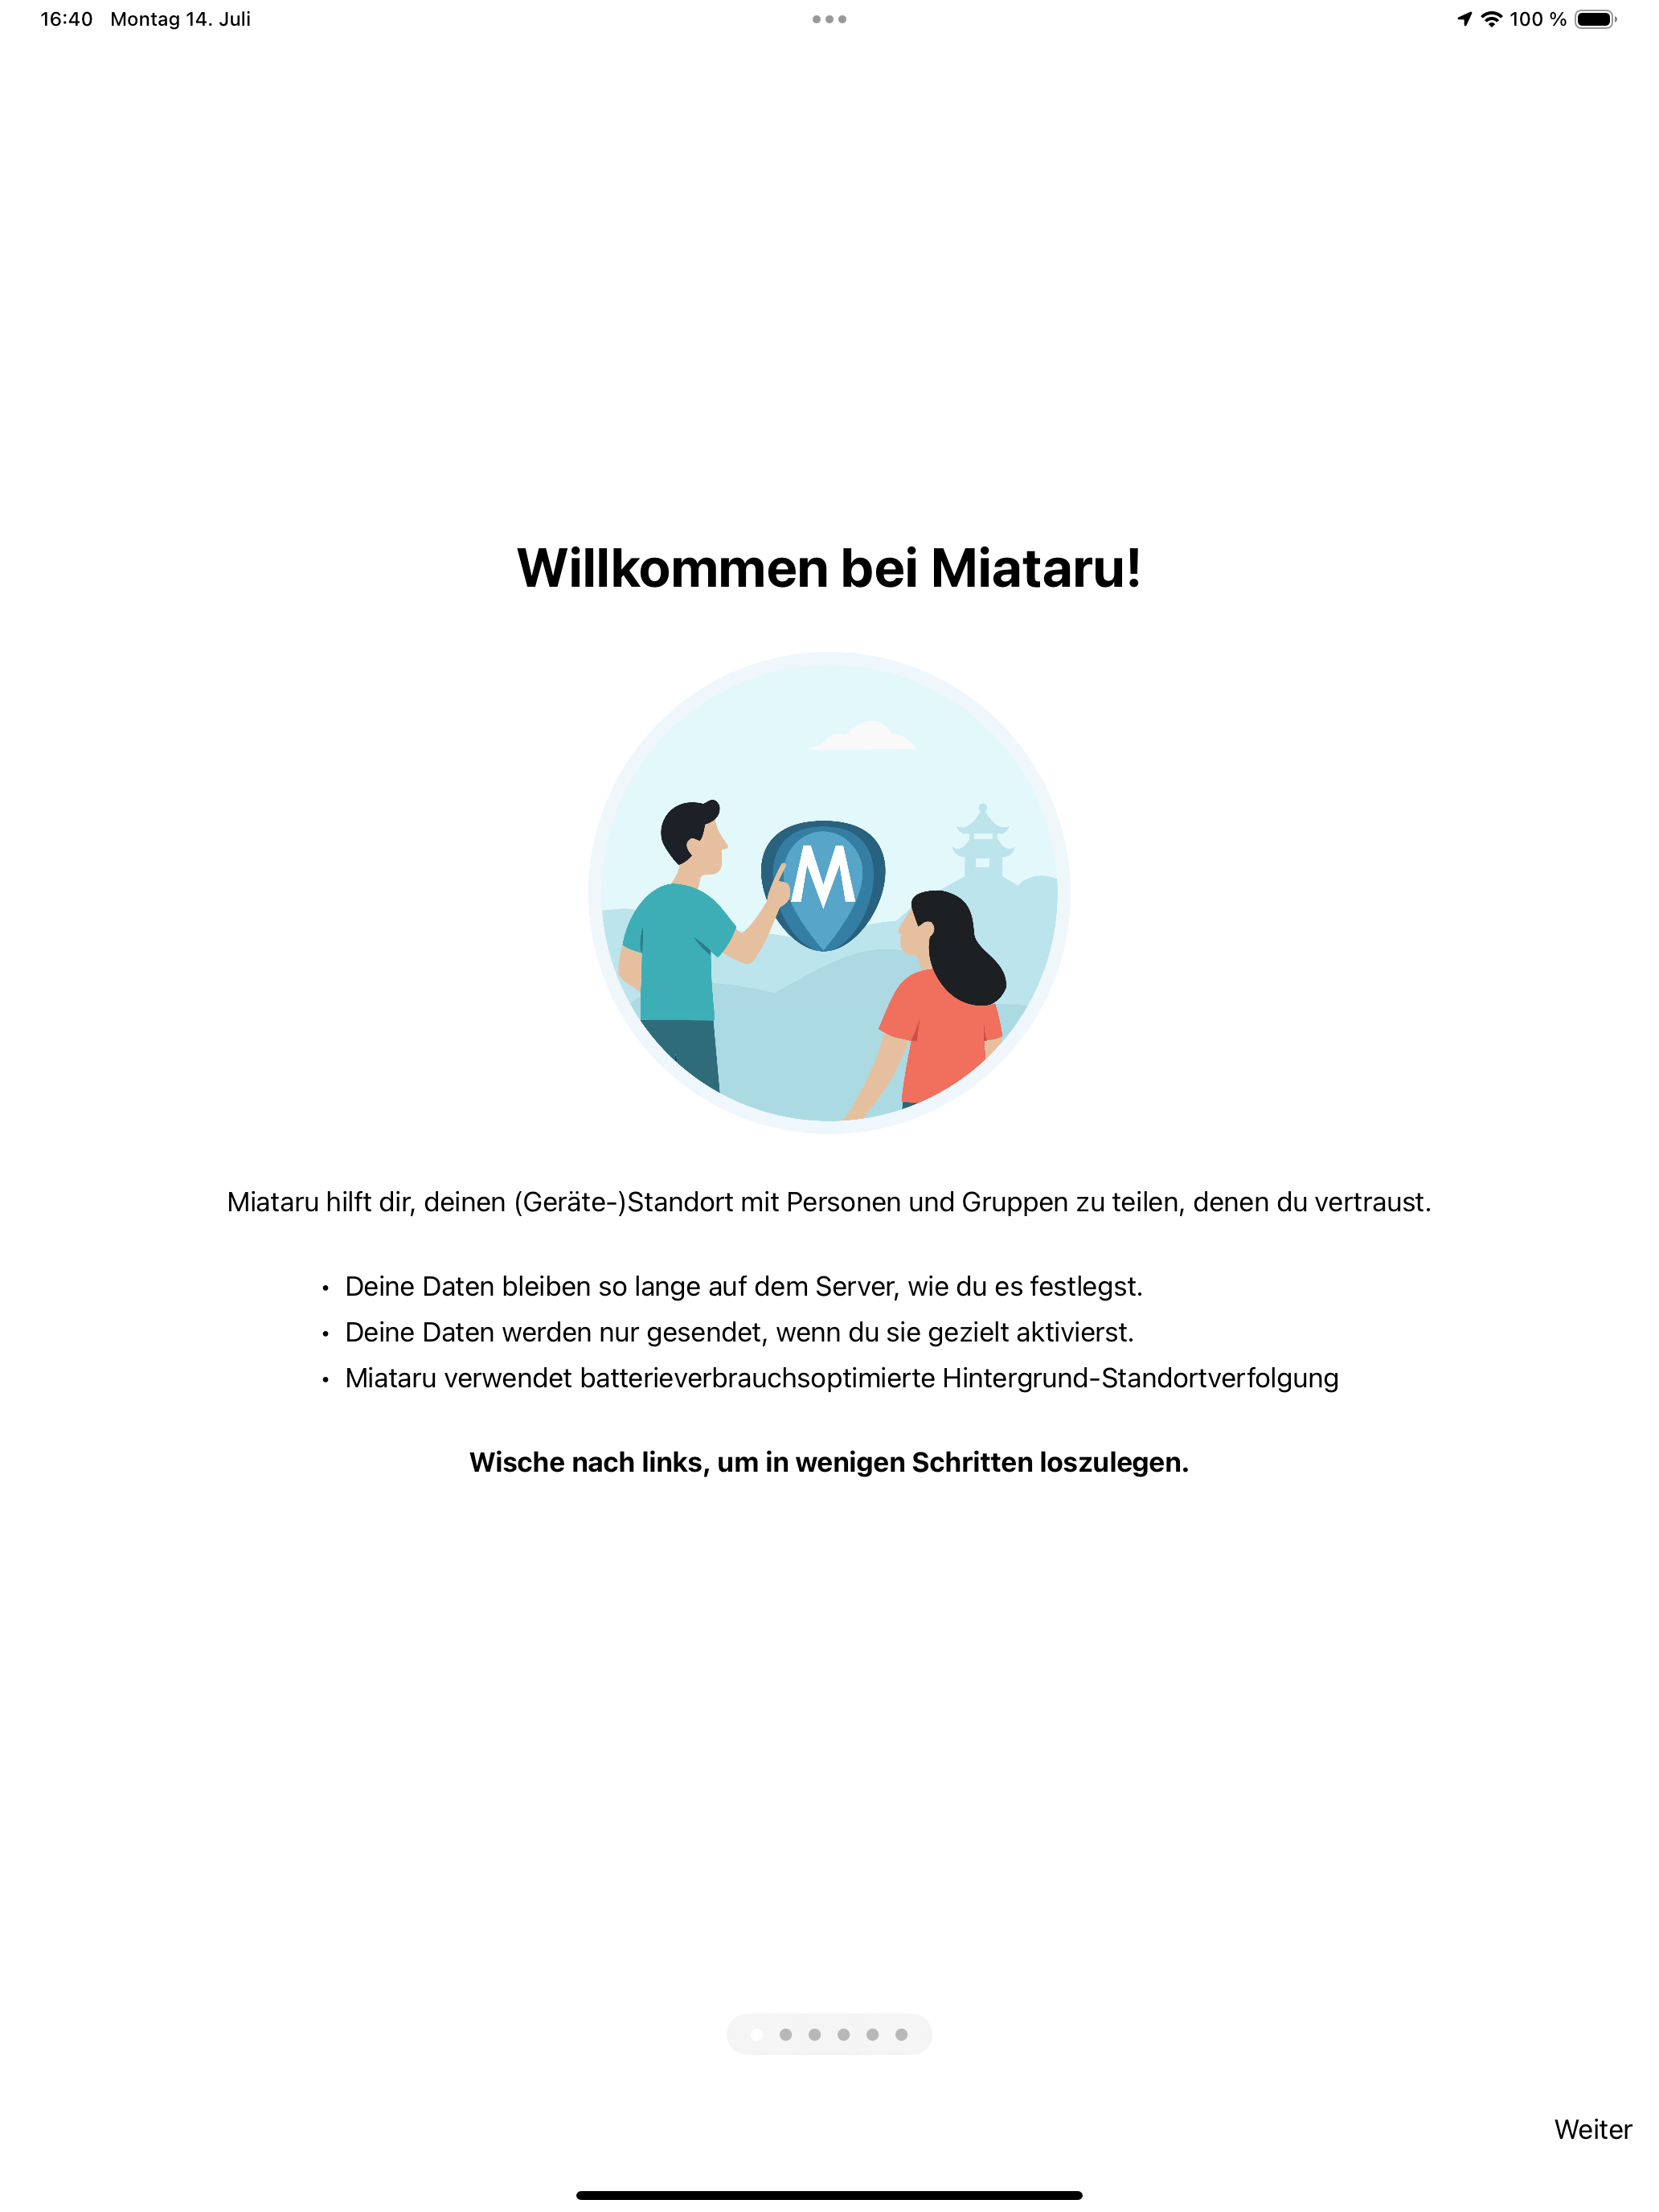 16:40 Montag 14. Juli 100 %
Willkommen bei Miataru!
M
Miataru hilft dir, deinen (Geräte-)Standort mit Personen und Gruppen zu teilen, denen du vertraust.
• Deine Daten bleiben so lange auf dem Server, wie du es festlegst.
• Deine Daten werden nur gesendet, wenn du sie gezielt aktivierst.
• Miataru verwendet batterieverbrauchsoptimierte Hintergrund-Standortverfolgung
Wische nach links, um in wenigen Schritten loszulegen.
Weiter